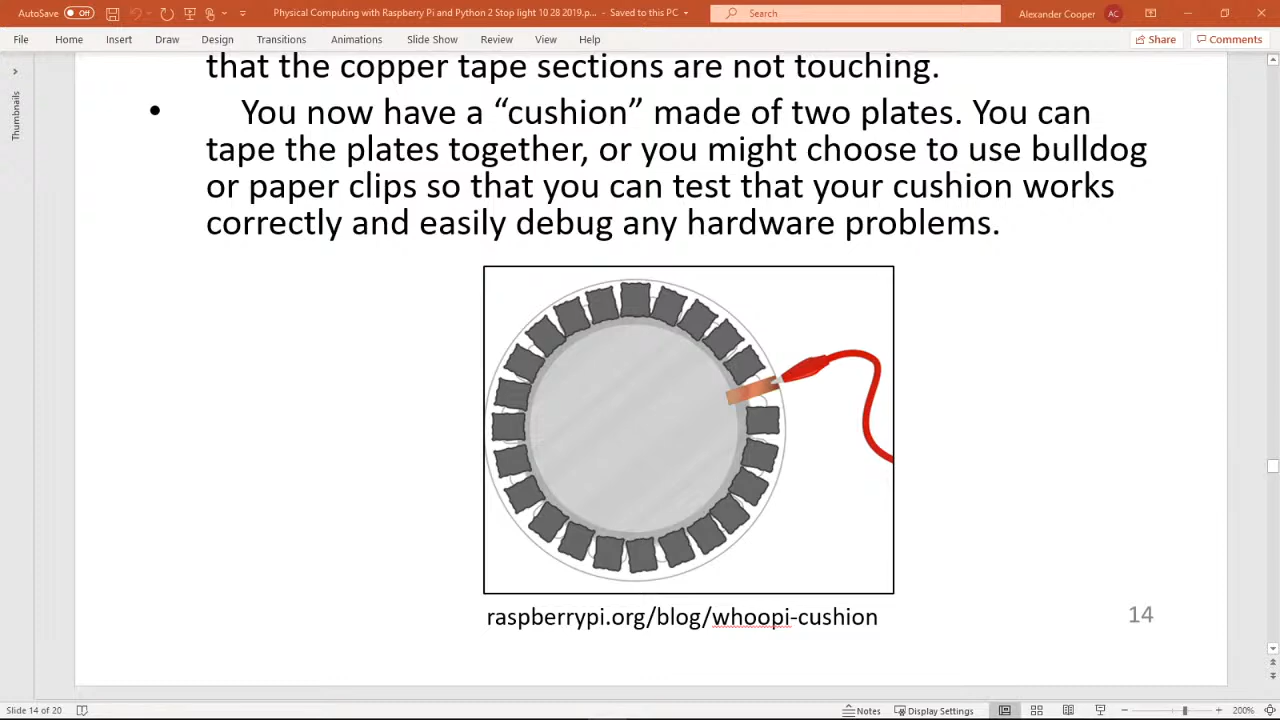 AutoSave Off Physical Computing with Raspberry Pi and Python 2 Stop light 10 28 2019.p... - Saved to this PC Search Alexander Cooper AC
File Home Insert Draw Design Transitions Animations Slide Show Review View Help Share Comments
Thumbnails
that the copper tape sections are not touching.
• You now have a “cushion” made of two plates. You can
tape the plates together, or you might choose to use bulldog
or paper clips so that you can test that your cushion works
correctly and easily debug any hardware problems.
raspberrypi.org/blog/whoopi-cushion
14
Slide 14 of 20 Notes Display Settings 200%